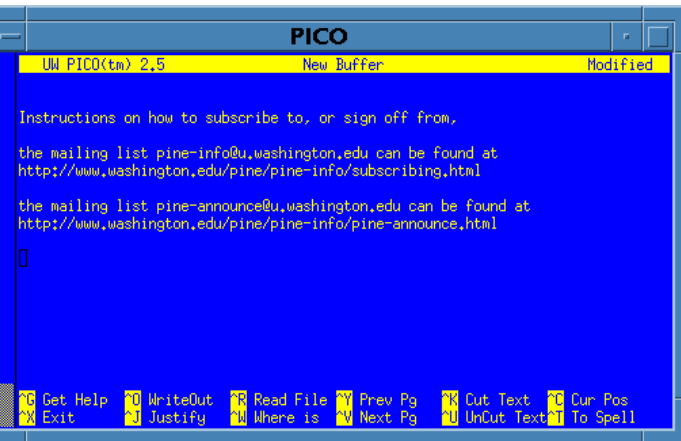 PICO
UW PICO(tm) 2.5 New Buffer Modified
Instructions on how to subscribe to, or sign off from,
the mailing list pine-info@u.washington.edu can be found at
http://www.washington.edu/pine/pine-info/subscribing.html
the mailing list pine-announce@u.washington.edu can be found at
http://www.washington.edu/pine/pine-info/pine-announce.html
^G Get Help ^O WriteOut ^R Read File ^Y Prev Pg ^K Cut Text ^C Cur Pos
^X Exit ^J Justify ^W Where is ^V Next Pg ^U UnCut Text ^T To Spell